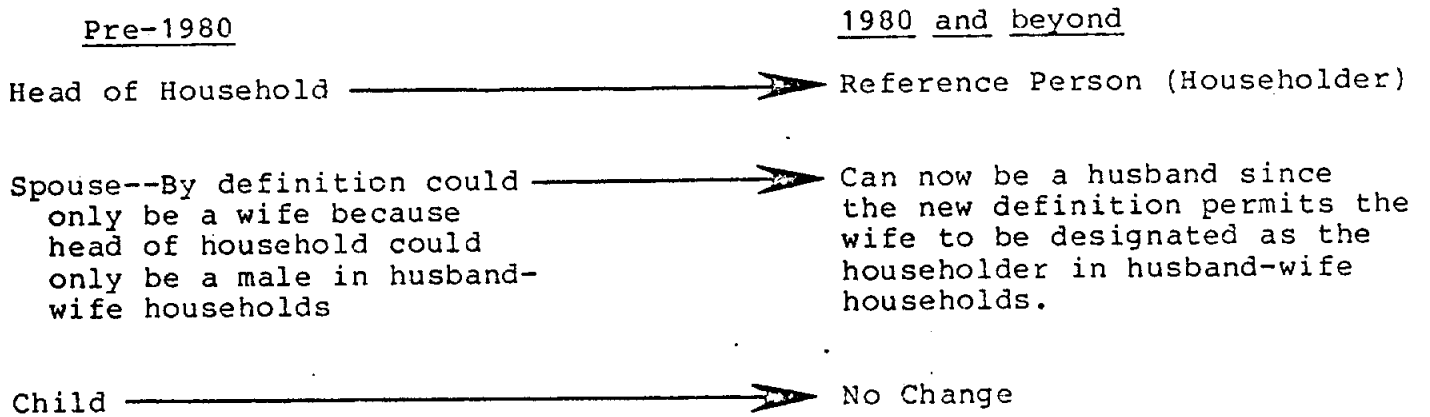 Pre-1980 1980 and beyond
Head of Household Reference Person (Householder)
Spouse--By definition could
only be a wife because
head of household could
only be a male in husband-
wife households
Can now be a husband since
the new definition permits the
wife to be designated as the
householder in husband-wife
households.
Child No Change